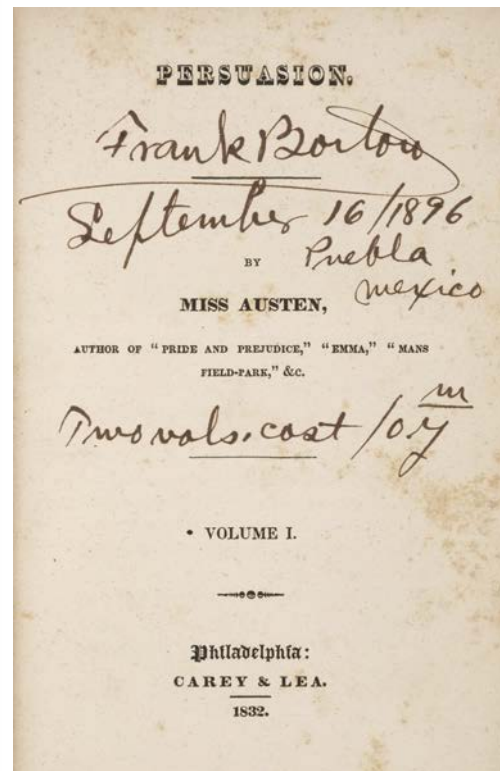 PERSUASION.
Frank Borton
September 16/1896
BY
Puebla
mexico
MISS AUSTEN,
AUTHOR OF “ PRIDE AND PREJUDICE,” “ EMMA,” “ MANS
FIELD-PARK,” &C.
Two vols. cost
• VOLUME I.
Philadelphia:
CAREY & LEA.
1832.